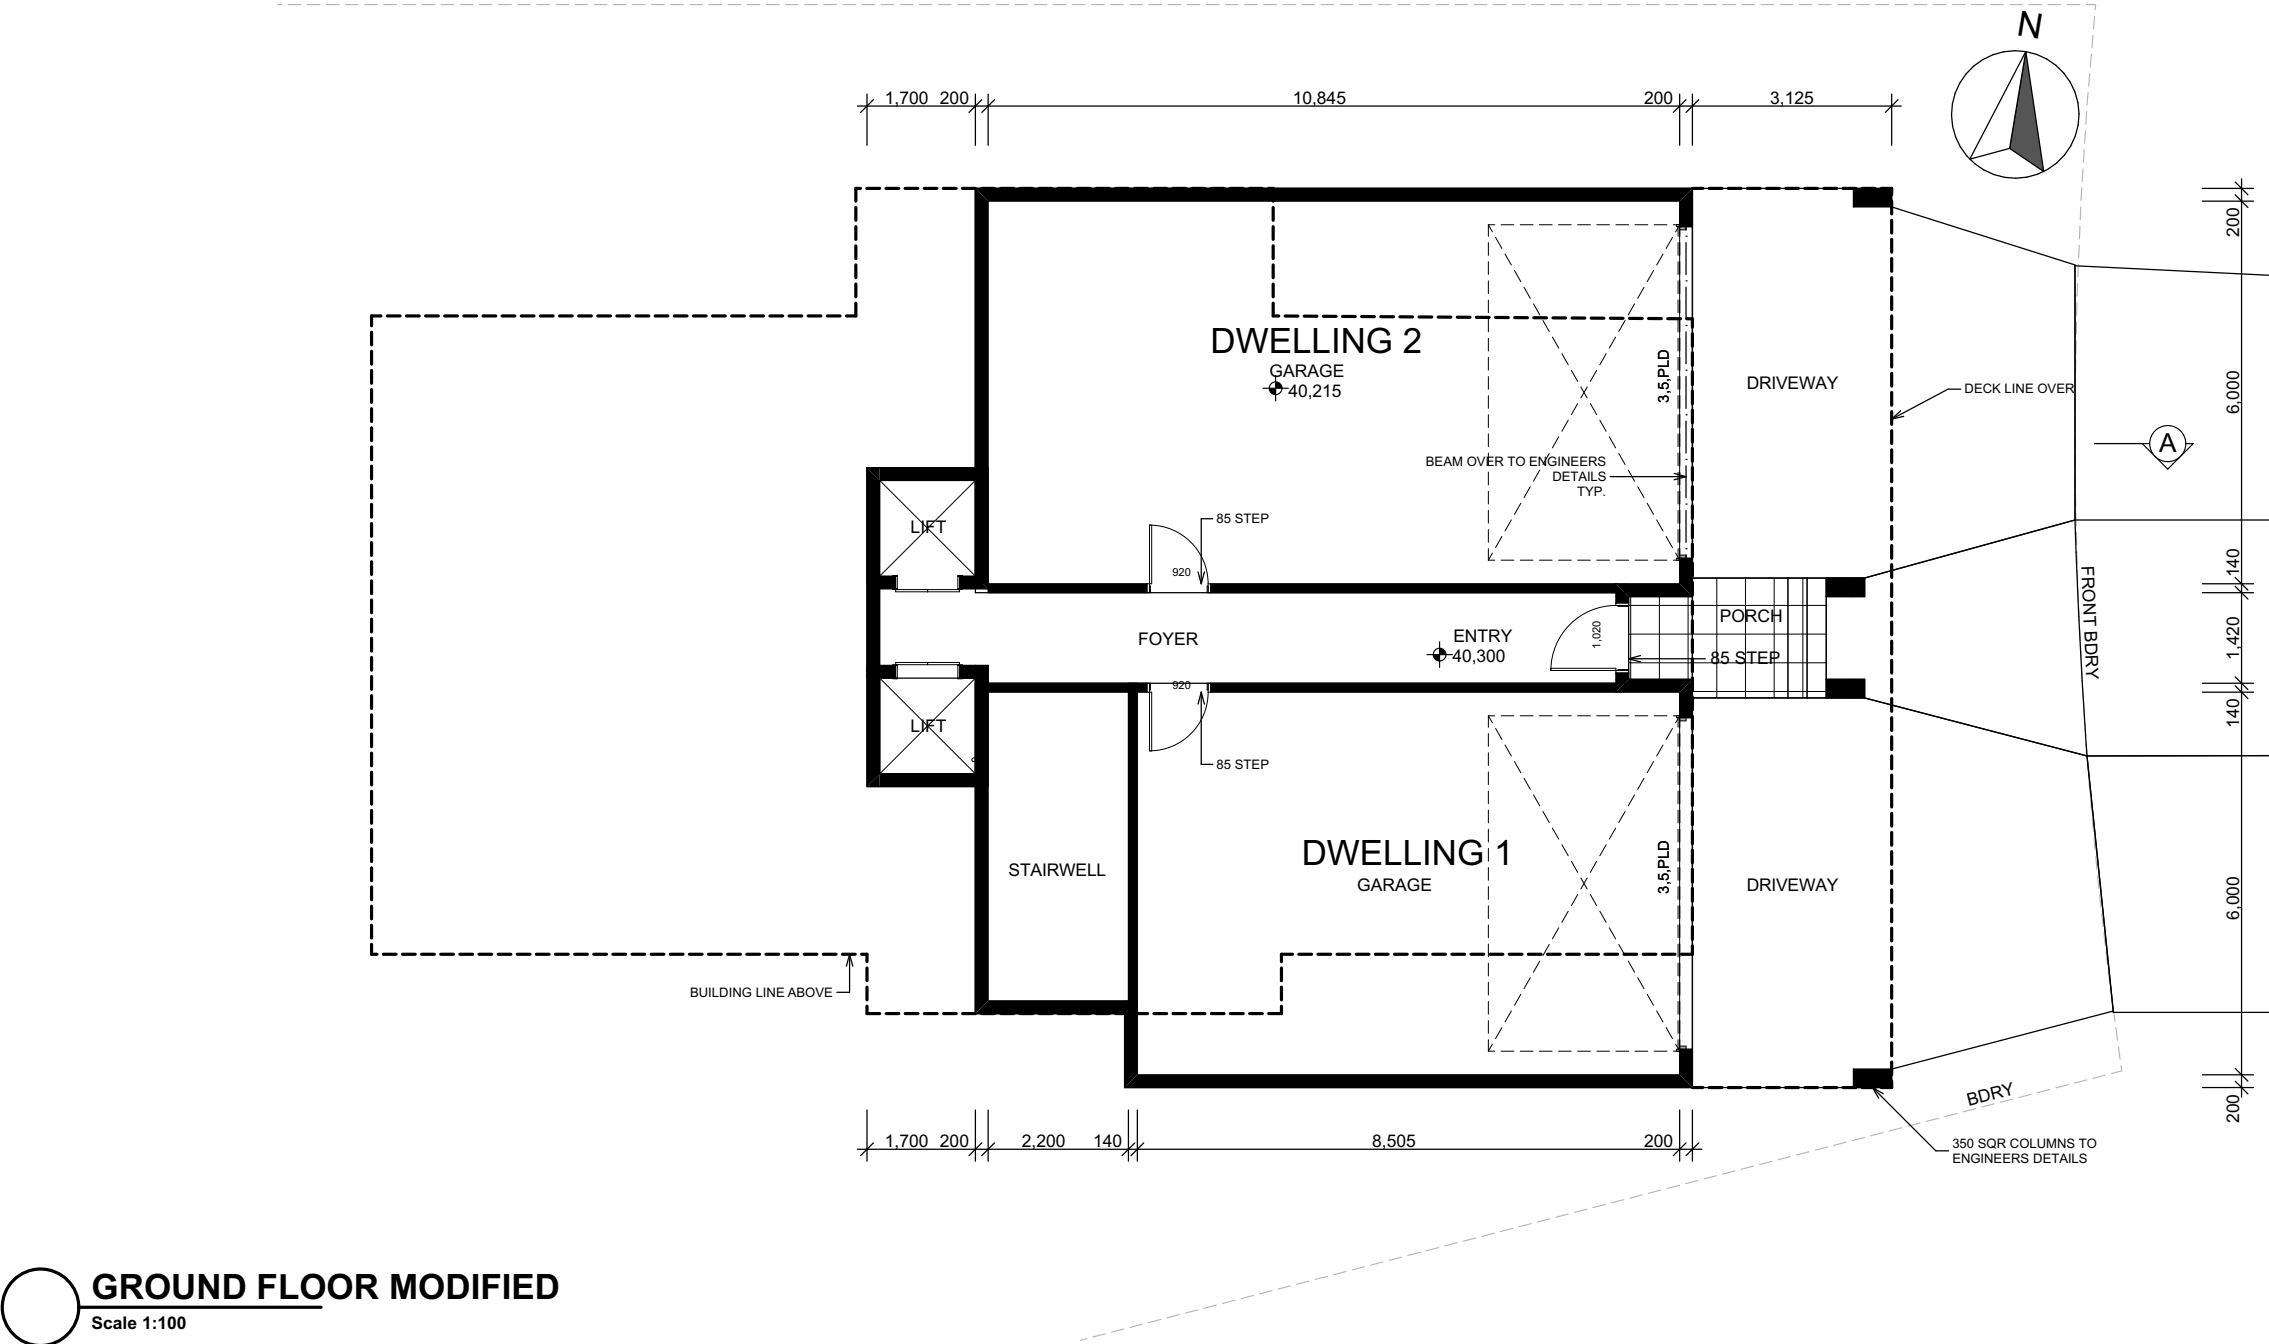 N
1,700 200 10,845 200 3,125
200
DWELLING 2
GARAGE
40,215
3,5,PLD
DRIVEWAY
DECK LINE OVER
6,000
A
BEAM OVER TO ENGINEERS
DETAILS
TYP.
LIFT
85 STEP
920
140
FRONT BDRY
FOYER
ENTRY
40,300
1,020
PORCH
85 STEP
1,420
920
LIFT
85 STEP
140
STAIRWELL
DWELLING 1
GARAGE
3,5,PLD
DRIVEWAY
6,000
BUILDING LINE ABOVE
BDRY
200
1,700 200 2,200 140 8,505 200
350 SQR COLUMNS TO
ENGINEERS DETAILS
GROUND FLOOR MODIFIED
Scale 1:100